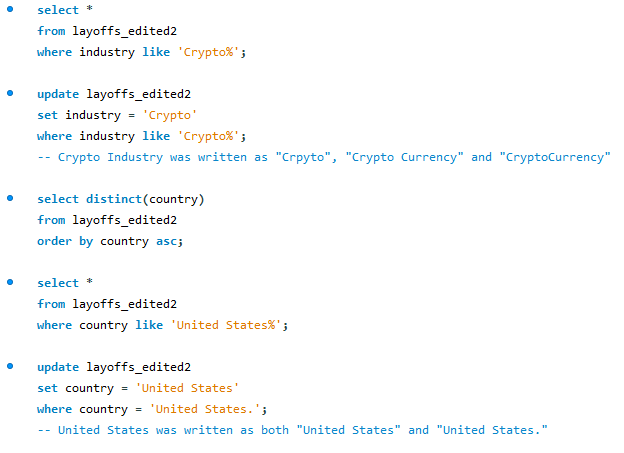 select *
from layoffs_edited2
where industry like 'Crypto%';
update layoffs_edited2
set industry = 'Crypto'
where industry like 'Crypto%';
-- Crypto Industry was written as "Crpyto", "Crypto Currency" and "CryptoCurrency"
select distinct(country)
from layoffs_edited2
order by country asc;
select *
from layoffs_edited2
where country like 'United States%';
update layoffs_edited2
set country = 'United States'
where country = 'United States.';
-- United States was written as both "United States" and "United States."